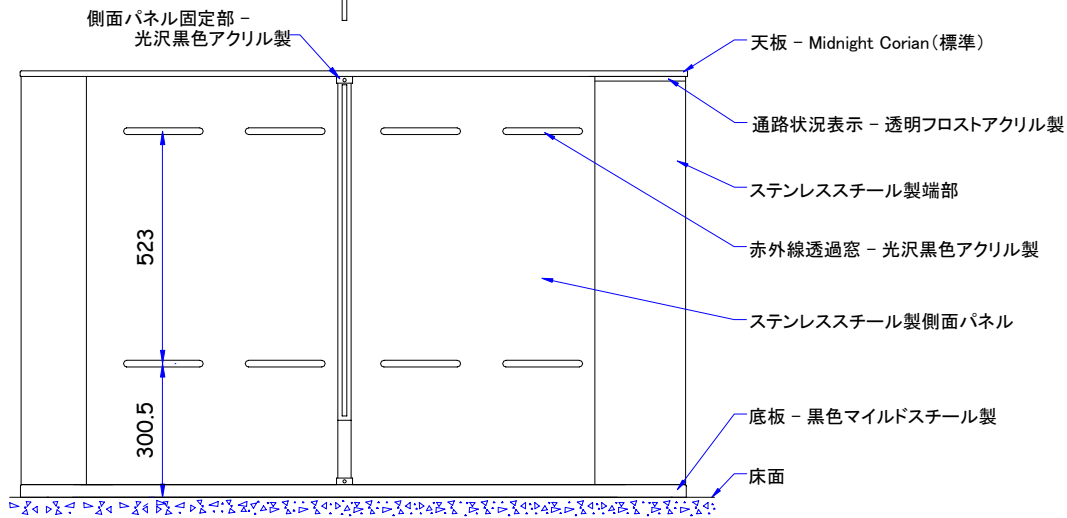 側面パネル固定部 –
光沢黒色アクリル製
天板 – Midnight Corian(標準)
通路状況表示 – 透明フロストアクリル製
ステンレススチール製端部
赤外線透過窓 – 光沢黒色アクリル製
ステンレススチール製側面パネル
底板 – 黒色マイルドスチール製
床面
523
300.5